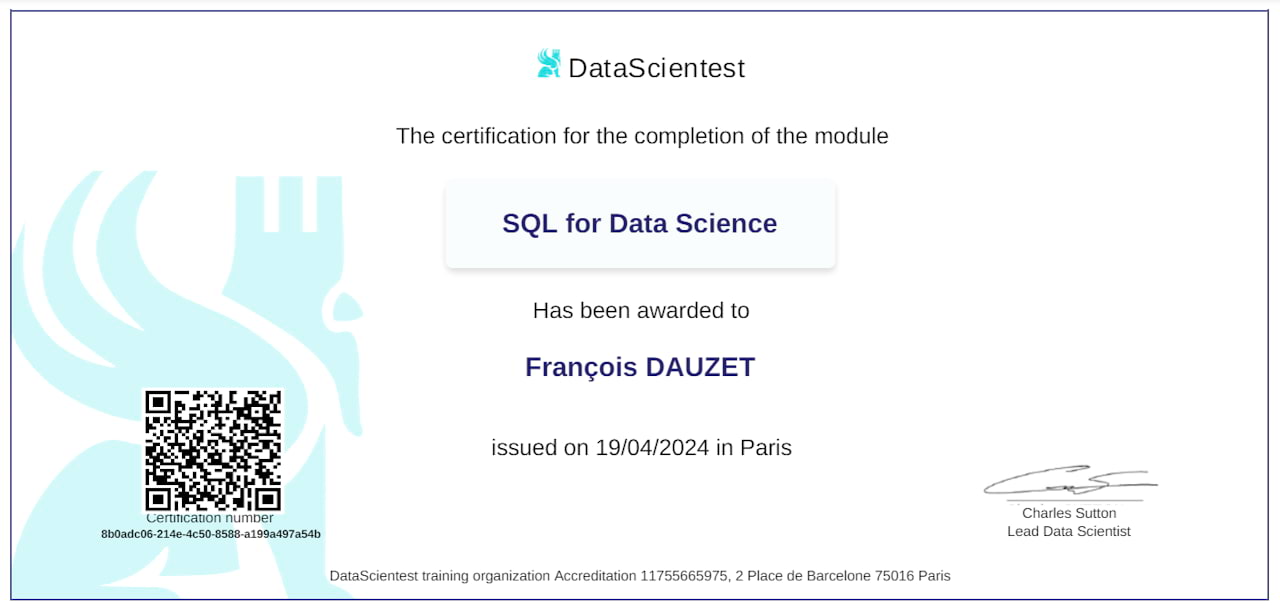 DataScientest
The certification for the completion of the module
SQL for Data Science
Has been awarded to
François DAUZET
issued on 19/04/2024 in Paris
Certification number
8b0adc06-214e-4c50-8588-a199a497a54b
Charles Sutton
Lead Data Scientist
DataScientest training organization Accreditation 11755665975, 2 Place de Barcelone 75016 Paris